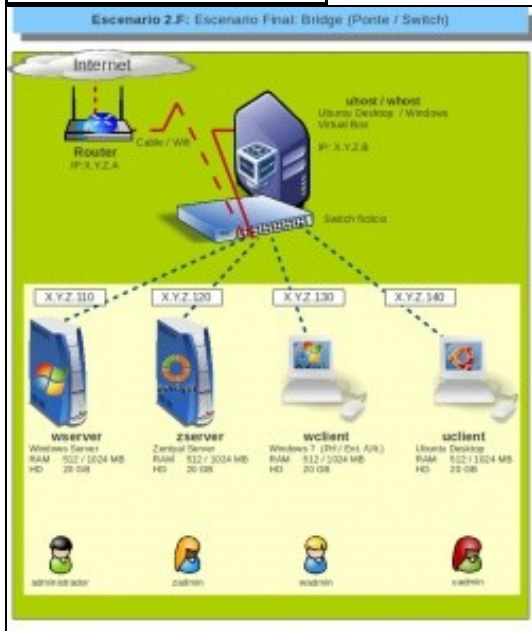 Escenario 2.F: Escenario Final: Bridge (Ponte / Switch)
Internet
uhost / whost
Ubuntu Desktop / Windows
Virtual Box
IP: X.Y.Z.B
Cable / Wifi
Router
IP:X.Y.Z.A
Switch ficticio
X.Y.Z.110
X.Y.Z.120
X.Y.Z.130
X.Y.Z.140
wserver
Windows Server
RAM 512 / 1024 MB
HD 20 GB
zserver
Zentyal Server
RAM 512 / 1024 MB
HD 20 GB
wclient
Windows 7
RAM 512 / 1024 MB
HD 20 GB
uclient
Ubuntu Desktop
RAM 512 / 1024 MB
HD 20 GB
administrador
zadmin
wadmin
uadmin